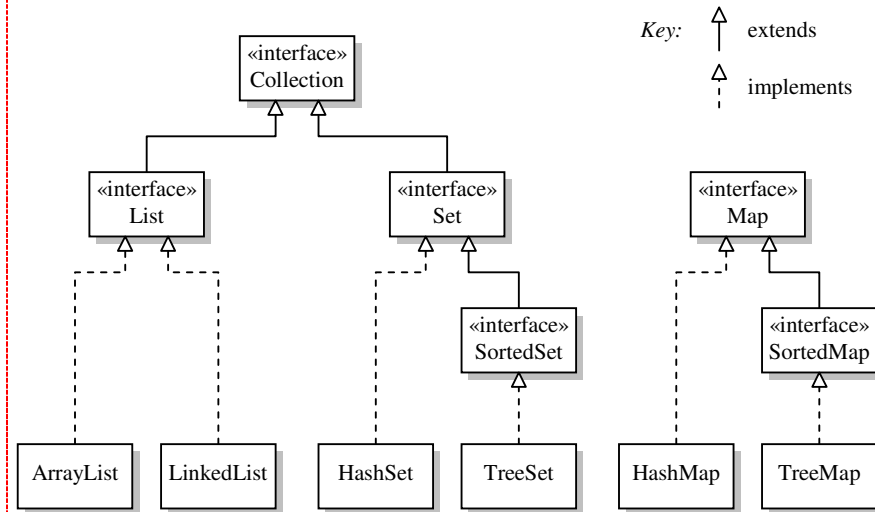 Key:
extends
implements
«interface»
Collection
«interface»
List
«interface»
Set
«interface»
Map
«interface»
SortedSet
«interface»
SortedMap
ArrayList
LinkedList
HashSet
TreeSet
HashMap
TreeMap